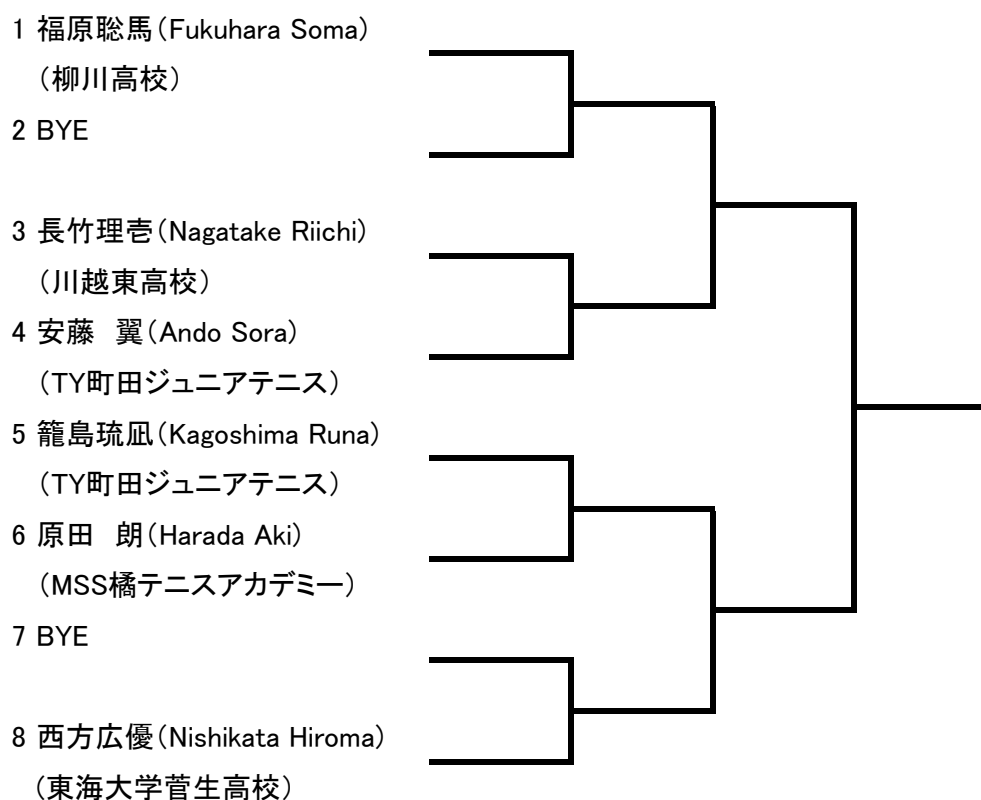 1 福原聡馬（Fukuhara Soma）
（柳川高校）
2 BYE
3 長竹理壱（Nagatake Riichi）
（川越東高校）
4 安藤　翼（Ando Sora）
（TY町田ジュニアテニス）
5 籠島琉凪（Kagoshima Runa）
（TY町田ジュニアテニス）
6 原田　朗（Harada Aki）
（MSS橘テニスアカデミー）
7 BYE
8 西方広優（Nishikata Hiroma）
（東海大学菅生高校）